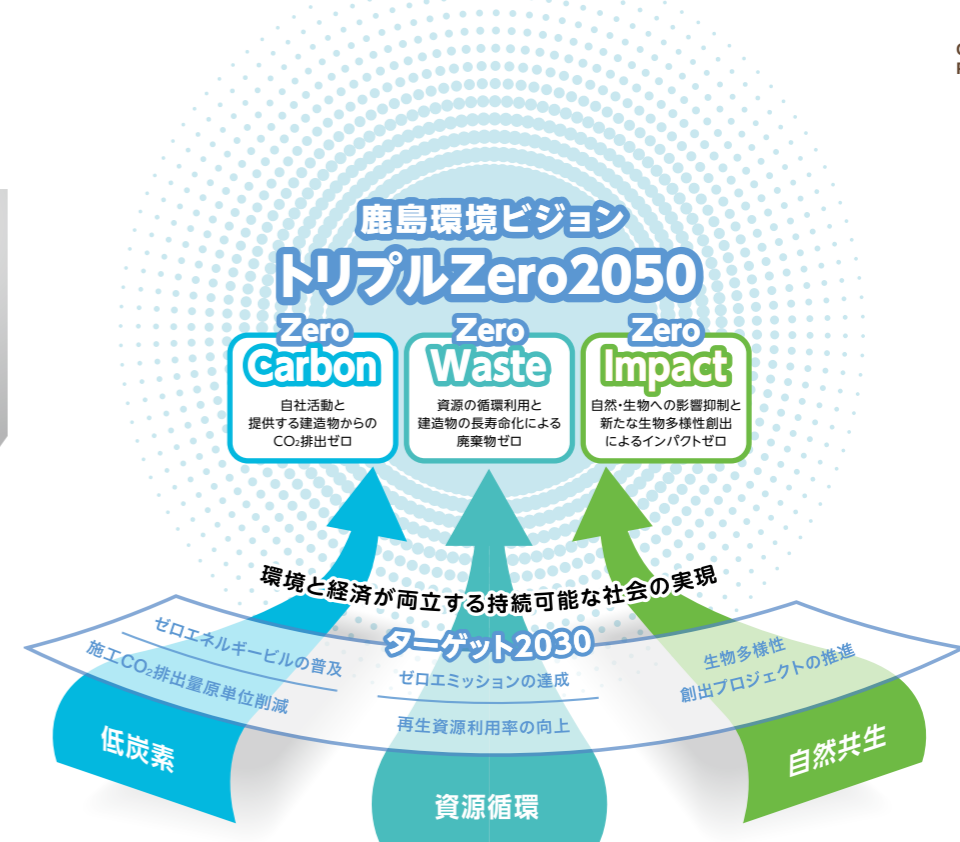 鹿島環境ビジョン
トリプルZero2050
Zero
Carbon
自社活動と
提供する建造物からの
CO₂排出ゼロ
Zero
Waste
資源の循環利用と
建造物の長寿命化による
廃棄物ゼロ
Zero
Impact
自然・生物への影響抑制と
新たな生物多様性創出
によるインパクトゼロ
環境と経済が両立する持続可能な社会の実現
ターゲット2030
ゼロエネルギービルの普及
施工CO₂排出量原単位削減
ゼロエミッションの達成
再生資源利用率の向上
生物多様性
創出プロジェクトの推進
低炭素
資源循環
自然共生